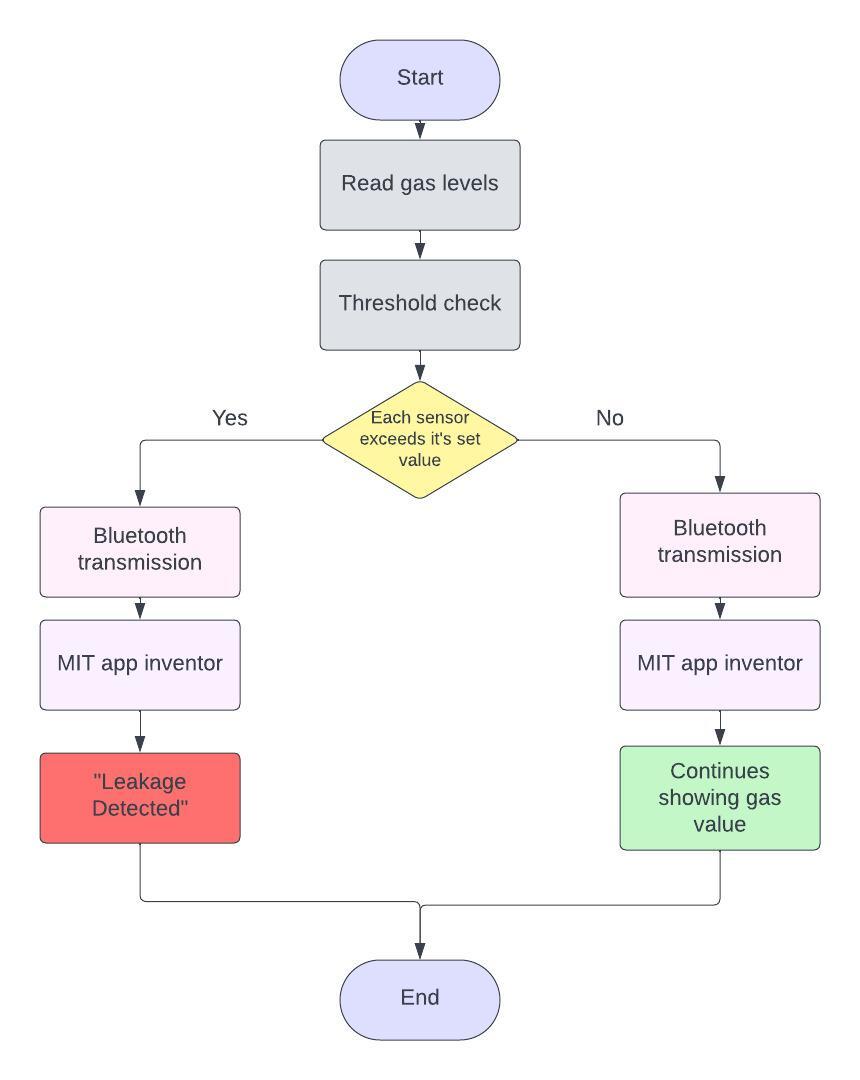 Start
Read gas levels
Threshold check
Each sensor
exceeds it's set
value
Yes
No
Bluetooth
transmission
MIT app inventor
"Leakage
Detected"
Bluetooth
transmission
MIT app inventor
Continues
showing gas
value
End